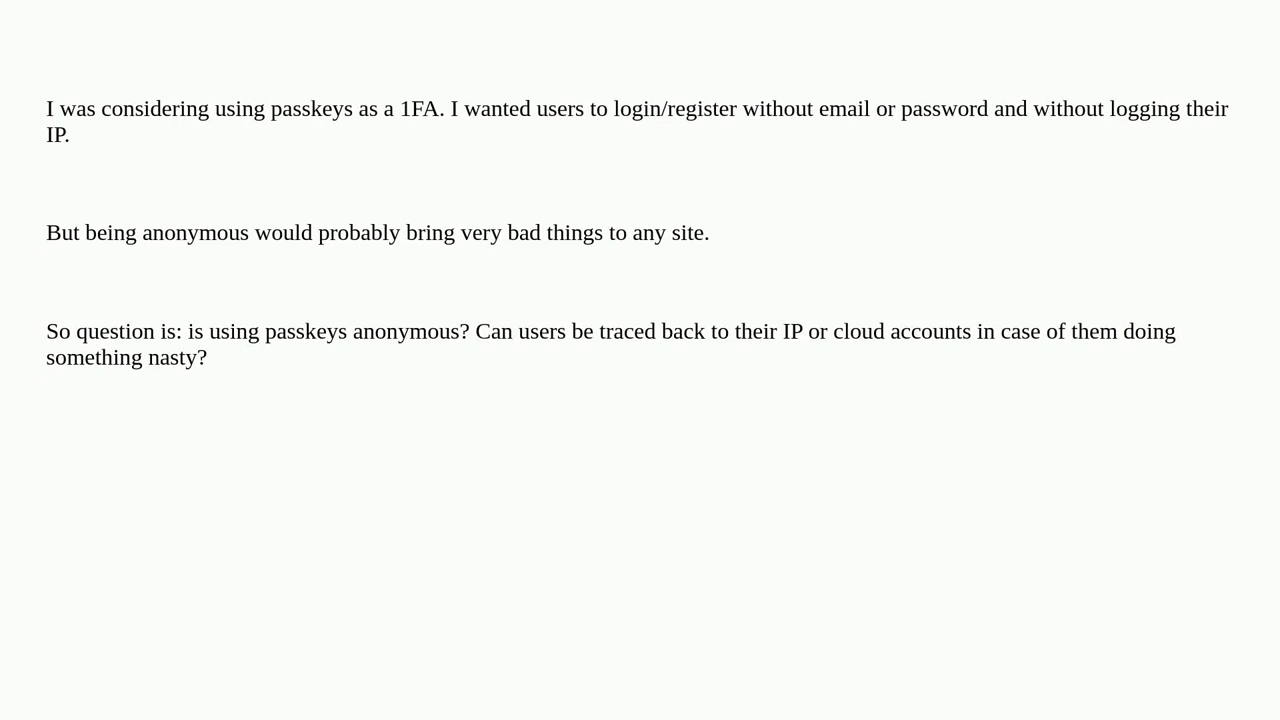 I was considering using passkeys as a 1FA. I wanted users to login/register without email or password and without logging their
IP.
But being anonymous would probably bring very bad things to any site.
So question is: is using passkeys anonymous? Can users be traced back to their IP or cloud accounts in case of them doing
something nasty?